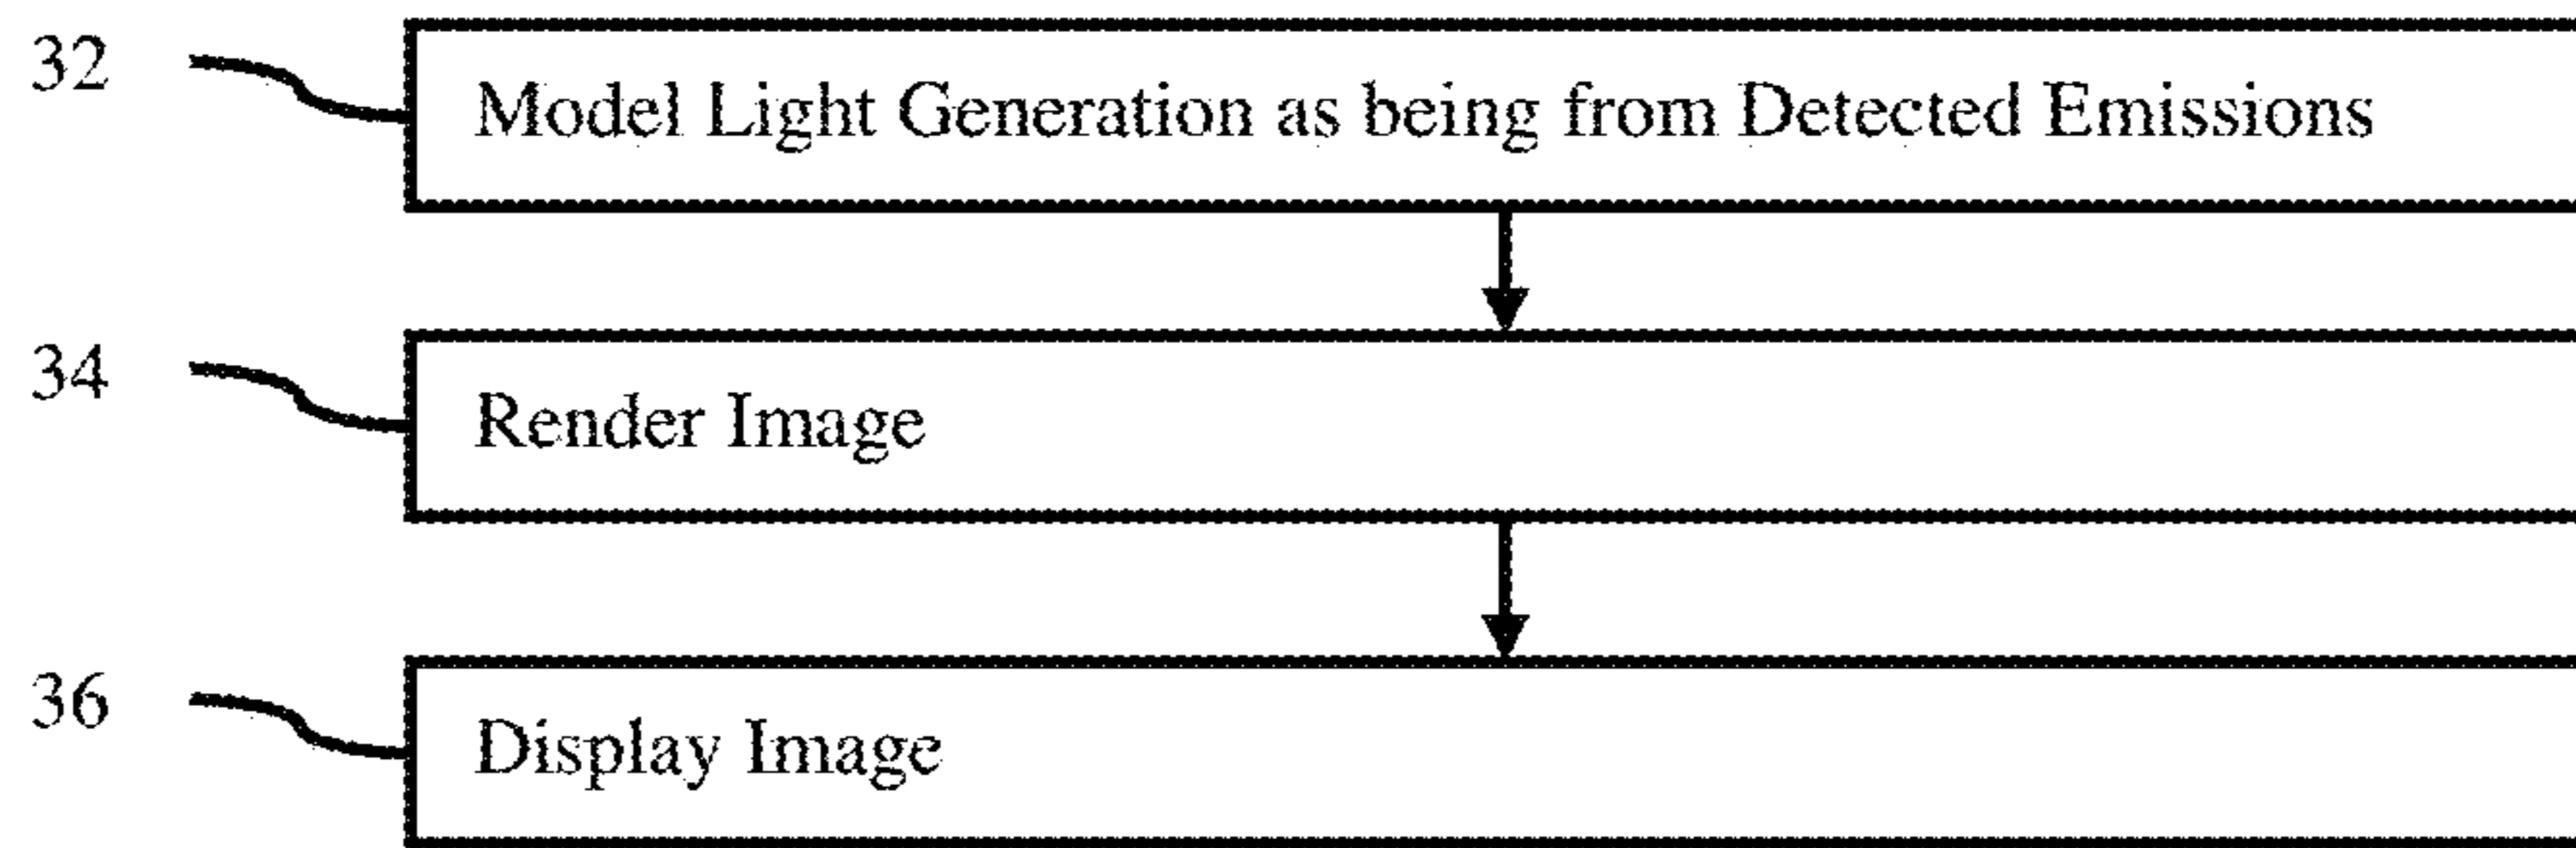 32 Model Light Generation as being from Detected Emissions
34 Render Image
36 Display Image